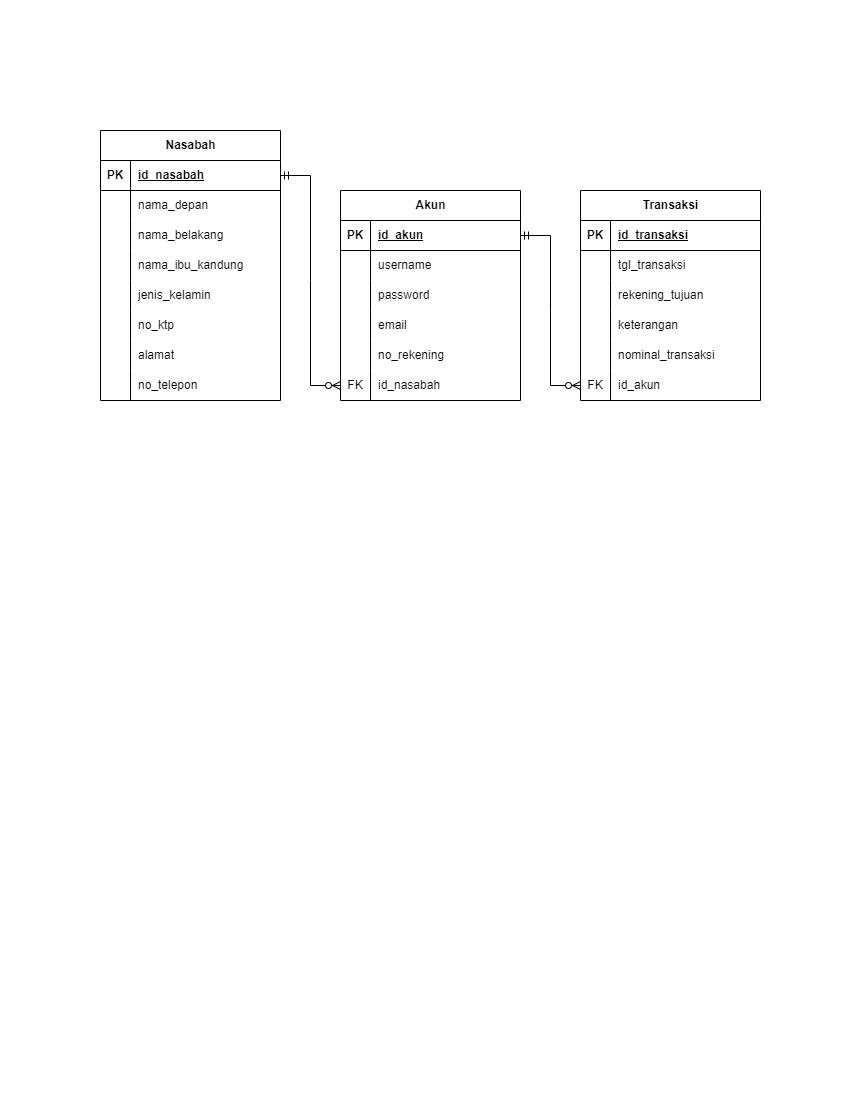 Nasabah
PK id_nasabah
nama_depan
nama_belakang
nama_ibu_kandung
jenis_kelamin
no_ktp
alamat
no_telepon
Akun
PK id_akun
username
password
email
no_rekening
FK id_nasabah
Transaksi
PK id_transaksi
tgl_transaksi
rekening_tujuan
keterangan
nominal_transaksi
FK id_akun